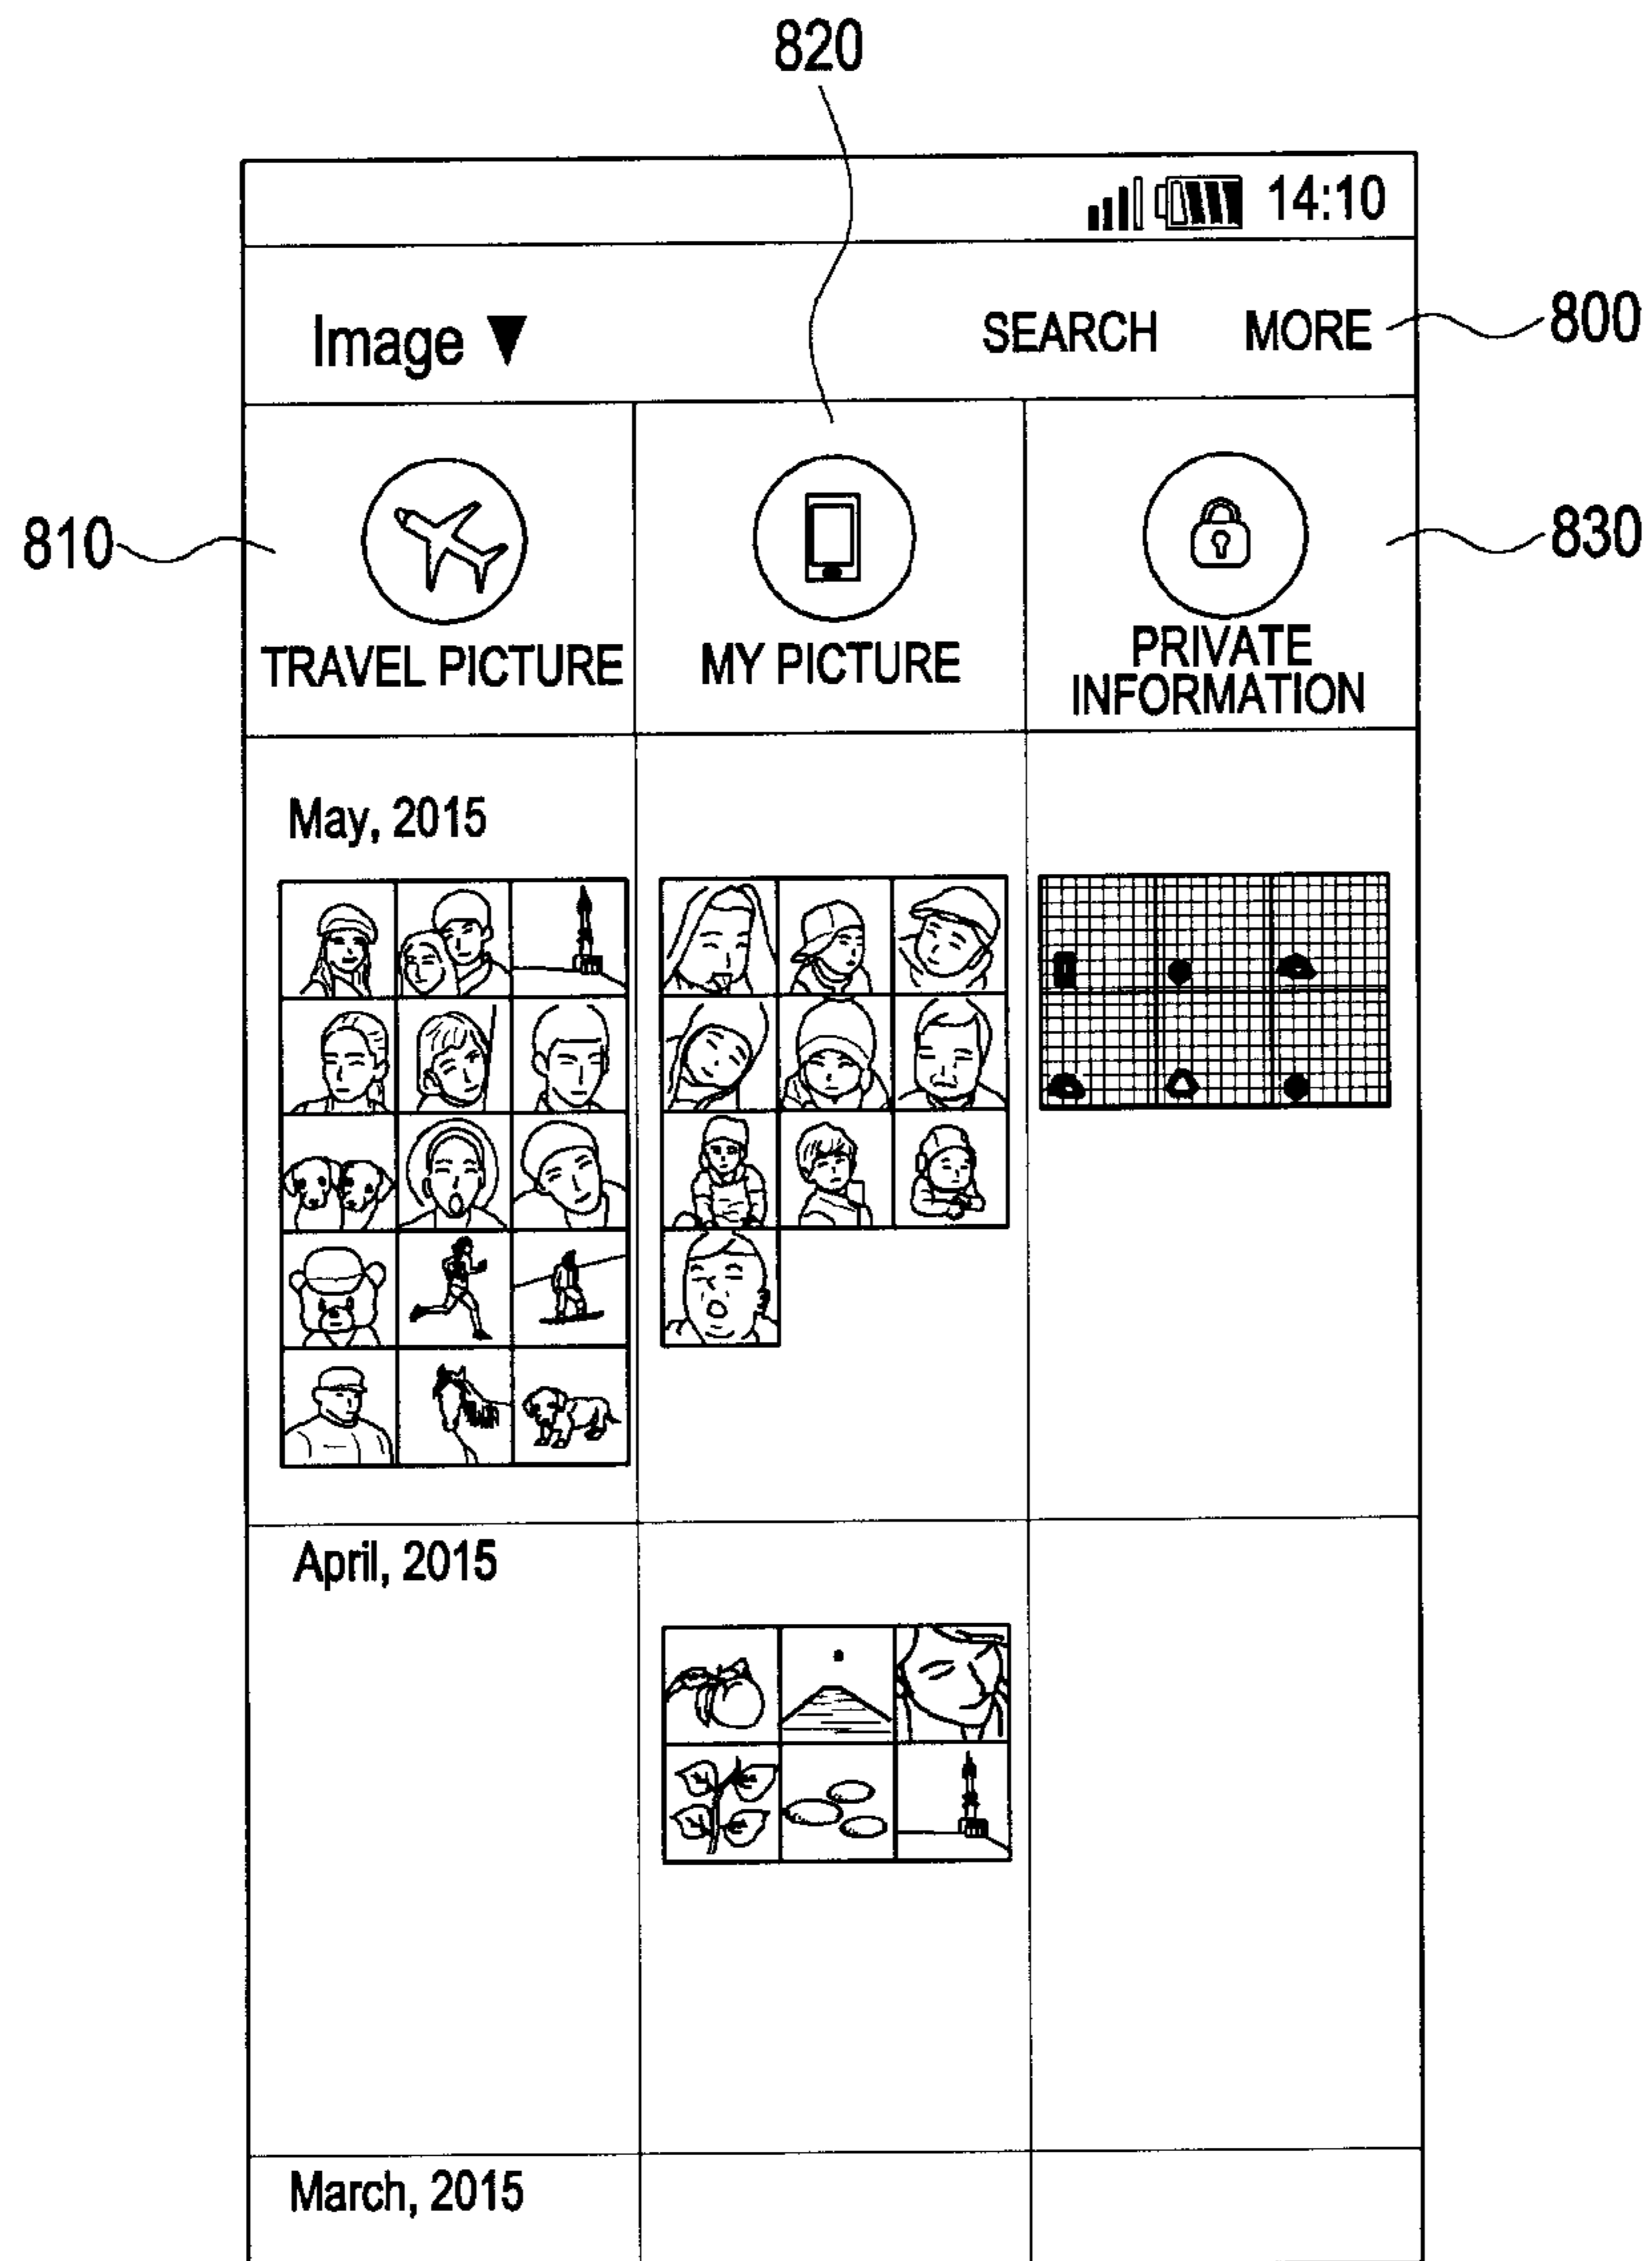 820
14:10
Image ▼ SEARCH MORE
800
810
830
TRAVEL PICTURE
MY PICTURE
PRIVATE
INFORMATION
May, 2015
April, 2015
March, 2015